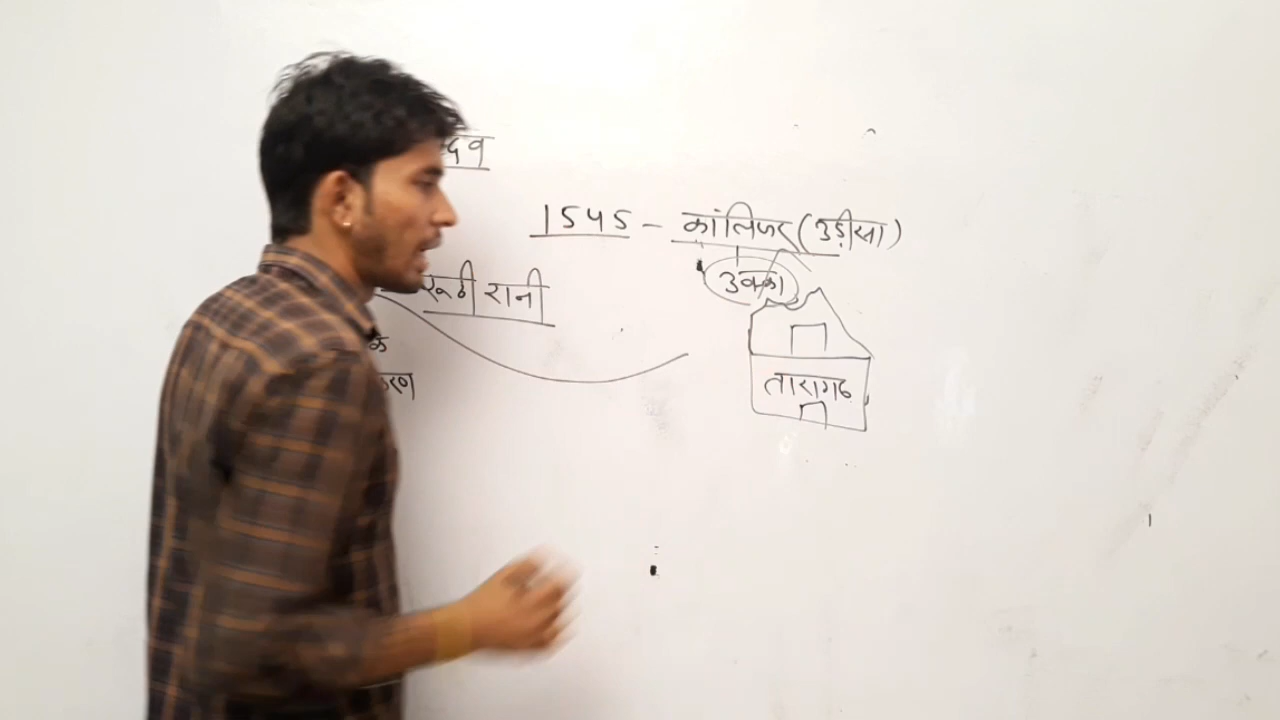 1545 - कांलिजर (उड़ीसा)
उक्का
रूठी रानी
तारागढ